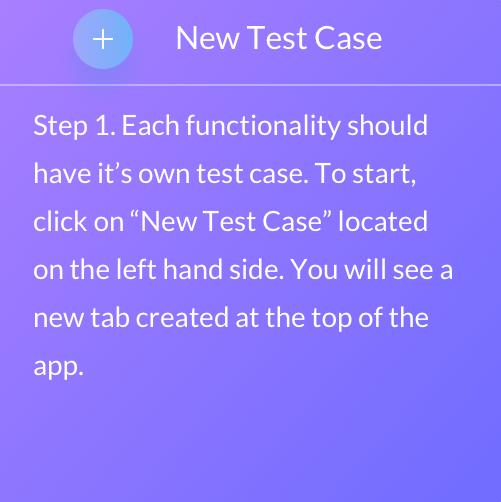 New Test Case
Step 1. Each functionality should
have it’s own test case. To start,
click on “New Test Case” located
on the left hand side. You will see a
new tab created at the top of the
app.